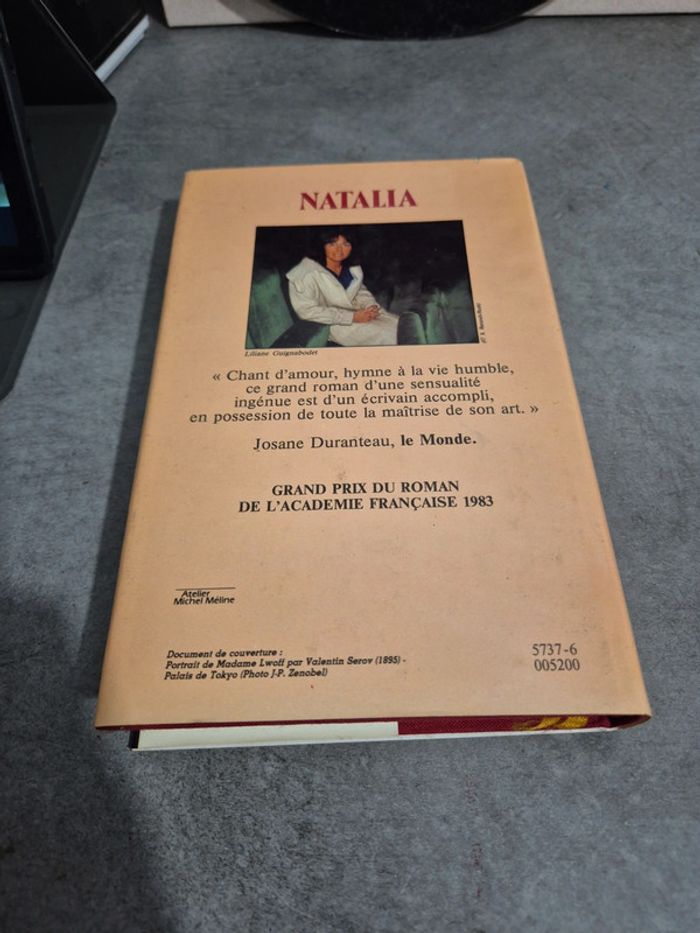 NATALIA
Liliane Guignabodet
« Chant d'amour, hymne à la vie humble,
ce grand roman d'une sensualité
ingénue est d'un écrivain accompli,
en possession de toute la maîtrise de son art. »
Josane Duranteau, le Monde.
GRAND PRIX DU ROMAN
DE L'ACADEMIE FRANÇAISE 1983
Atelier
Michel Méline
Document de couverture :
Portrait de Madame Lwoff par Valentin Serov (1895) -
Palais de Tokyo (Photo J-P. Zenobel)
5737-6
005200